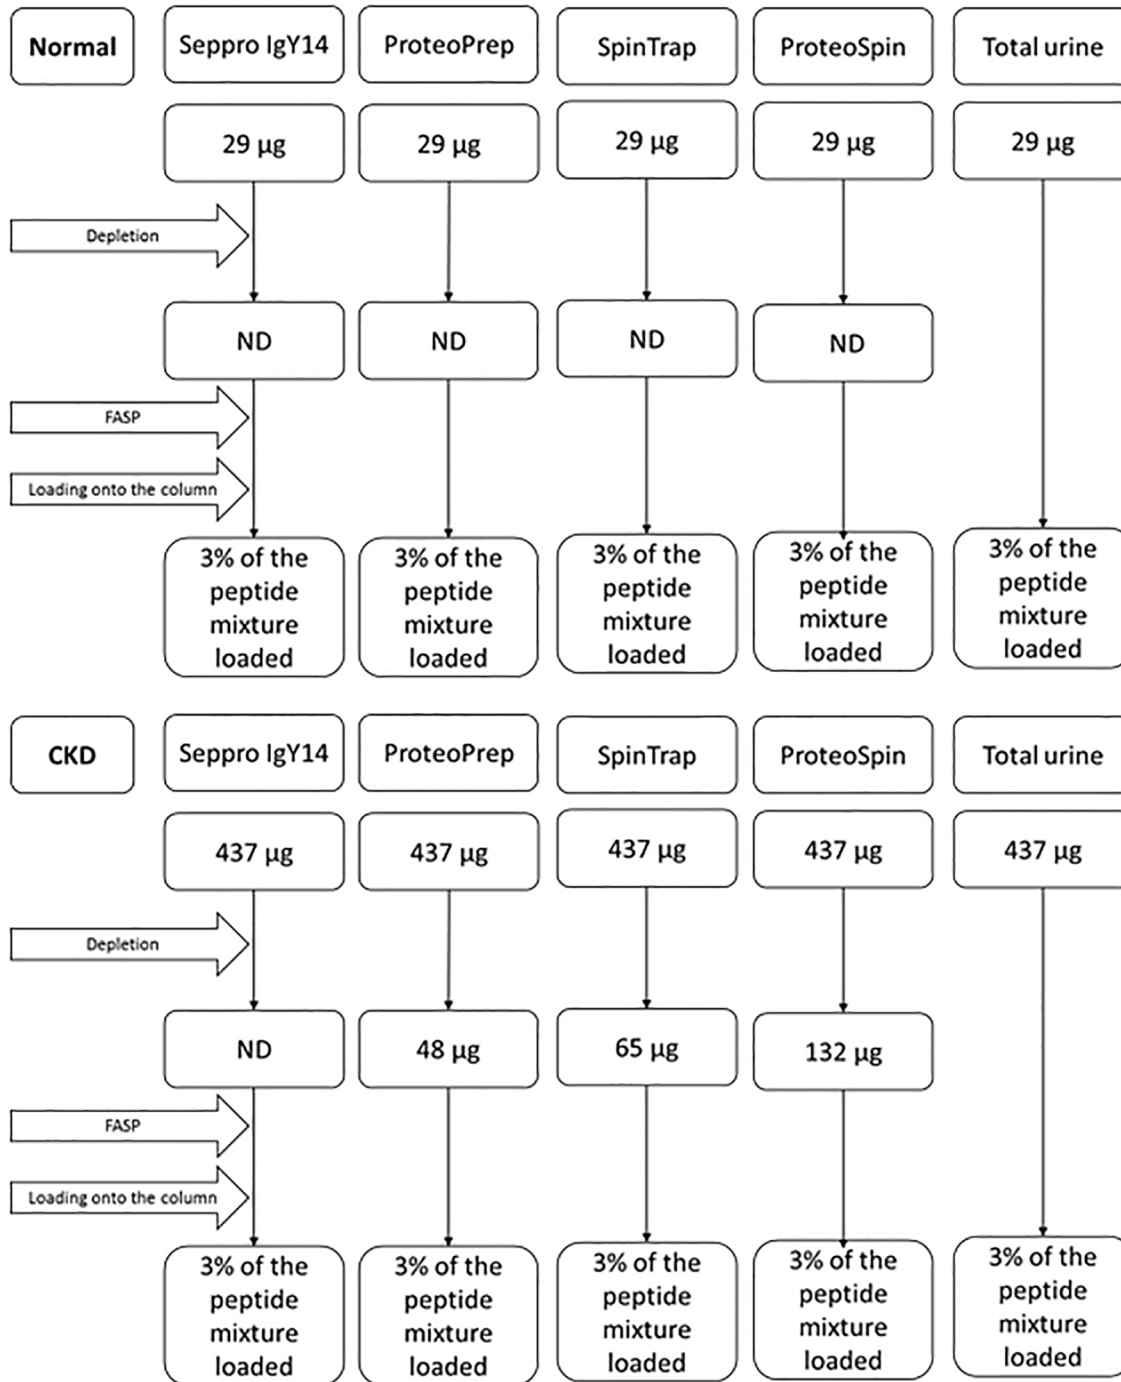 Normal
Seppro IgY14
ProteoPrep
SpinTrap
ProteoSpin
Total urine
29 µg
29 µg
29 µg
29 µg
29 µg
Depletion
ND
ND
ND
ND
FASP
Loading onto the column
3% of the
peptide
mixture
loaded
3% of the
peptide
mixture
loaded
3% of the
peptide
mixture
loaded
3% of the
peptide
mixture
loaded
3% of the
peptide
mixture
loaded
CKD
Seppro IgY14
ProteoPrep
SpinTrap
ProteoSpin
Total urine
437 µg
437 µg
437 µg
437 µg
437 µg
Depletion
ND
48 µg
65 µg
132 µg
FASP
Loading onto the column
3% of the
peptide
mixture
loaded
3% of the
peptide
mixture
loaded
3% of the
peptide
mixture
loaded
3% of the
peptide
mixture
loaded
3% of the
peptide
mixture
loaded